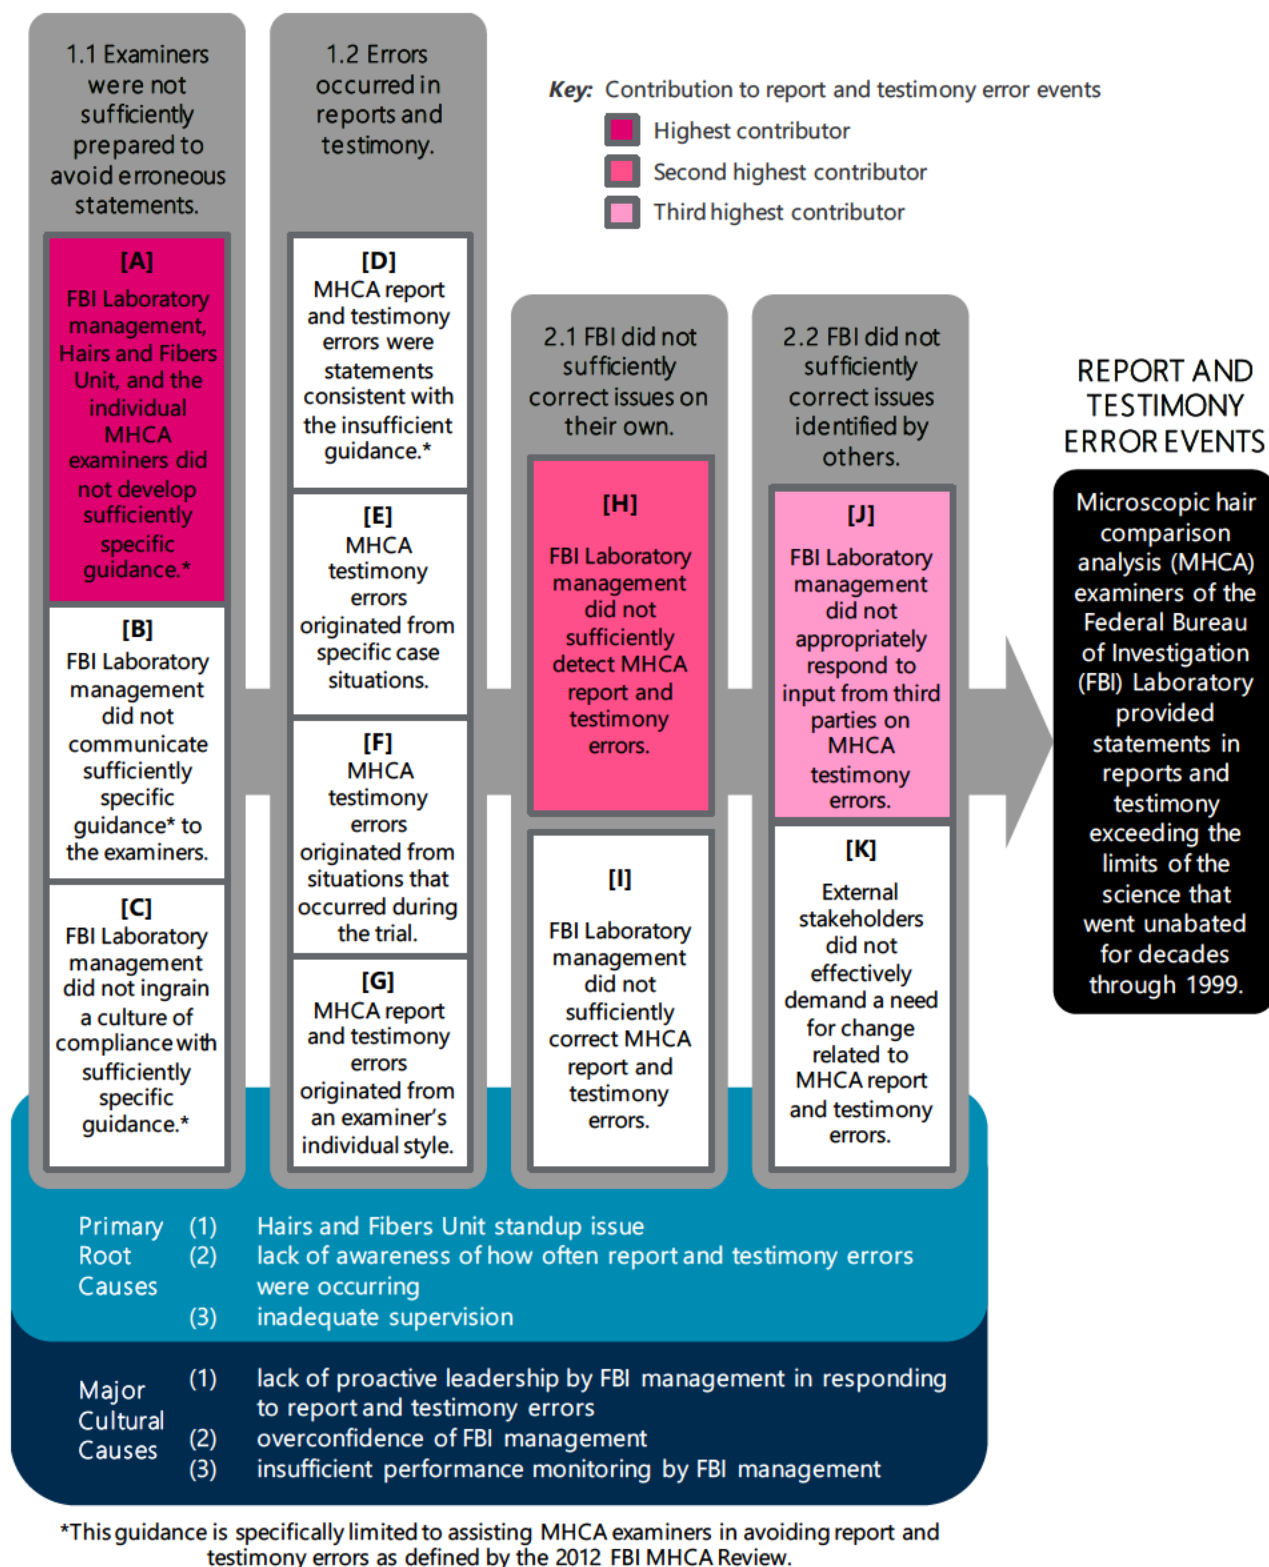 1.1 Examiners
were not
sufficiently
prepared to
avoid erroneous
statements.
[A]
FBI Laboratory
management,
Hairs and Fibers
Unit, and the
individual
MHCA
examiners did
not develop
sufficiently
specific
guidance.*
[B]
FBI Laboratory
management
did not
communicate
sufficiently
specific
guidance* to
the examiners.
[C]
FBI Laboratory
management
did not ingrain
a culture of
compliance with
sufficiently
specific
guidance.*
1.2 Errors
occurred in
reports and
testimony.
[D]
MHCA report
and testimony
errors were
statements
consistent with
the insufficient
guidance.*
[E]
MHCA
testimony
errors
originated from
specific case
situations.
[F]
MHCA
testimony
errors
originated from
situations that
occurred during
the trial.
[G]
MHCA report
and testimony
errors
originated from
an examiner's
individual style.
Key: Contribution to report and testimony error events
Highest contributor
Second highest contributor
Third highest contributor
2.1 FBI did not
sufficiently
correct issues on
their own.
[H]
FBI Laboratory
management
did not
sufficiently
detect MHCA
report and
testimony
errors.
[I]
FBI Laboratory
management
did not
sufficiently
correct MHCA
report and
testimony
errors.
2.2 FBI did not
sufficiently
correct issues
identified by
others.
[J]
FBI Laboratory
management
did not
appropriately
respond to
input from third
parties on
MHCA
testimony
errors.
[K]
External
stakeholders
did not
effectively
demand a need
for change
related to
MHCA report
and testimony
errors.
REPORT AND
TESTIMONY
ERROR EVENTS
Microscopic hair
comparison
analysis (MHCA)
examiners of the
Federal Bureau
of Investigation
(FBI) Laboratory
provided
statements in
reports and
testimony
exceeding the
limits of the
science that
went unabated
for decades
through 1999.
Primary Root Causes
(1) Hairs and Fibers Unit standup issue
(2) lack of awareness of how often report and testimony errors
were occurring
(3) inadequate supervision
Major Cultural Causes
(1) lack of proactive leadership by FBI management in responding
to report and testimony errors
(2) overconfidence of FBI management
(3) insufficient performance monitoring by FBI management
*This guidance is specifically limited to assisting MHCA examiners in avoiding report and
testimony errors as defined by the 2012 FBI MHCA Review.